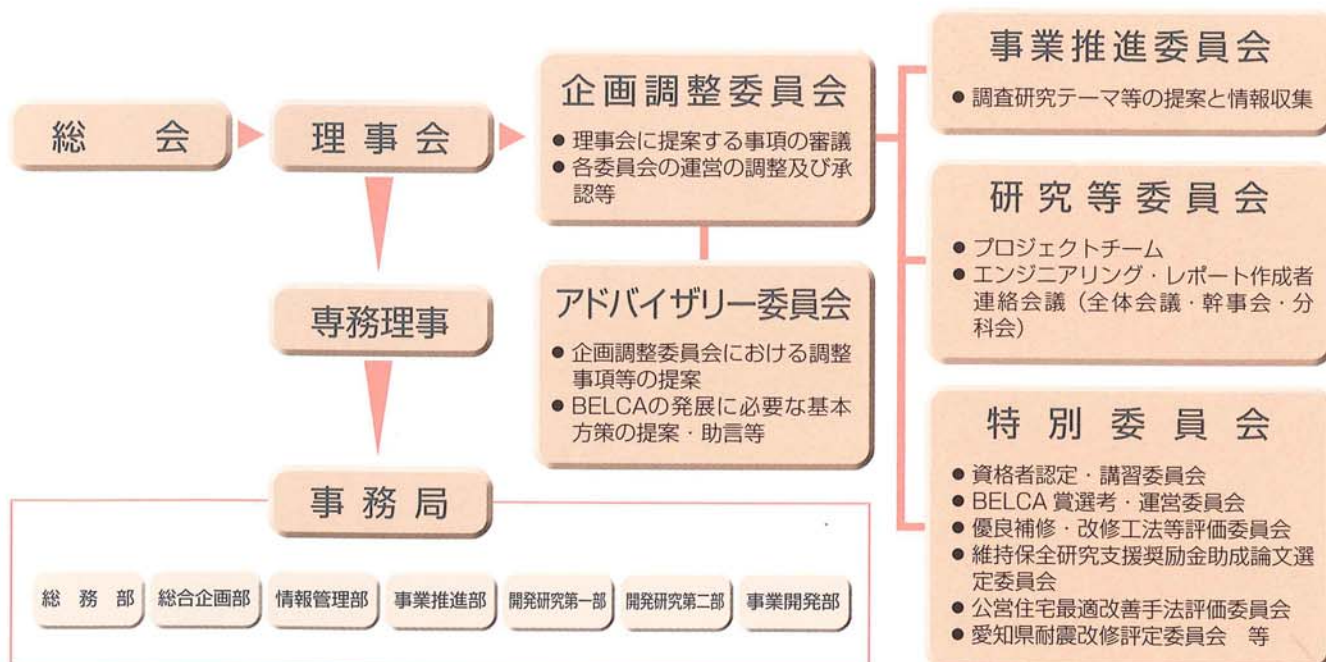 総会
理事会
企画調整委員会
● 理事会に提案する事項の審議
● 各委員会の運営の調整及び承
認等
アドバイザリー委員会
● 企画調整委員会における調整
事項等の提案
● BELCAの発展に必要な基本
方策の提案・助言等
専務理事
事務局
総務部
総合企画部
情報管理部
事業推進部
開発研究第一部
開発研究第二部
事業開発部
事業推進委員会
● 調査研究テーマ等の提案と情報収集
研究等委員会
● プロジェクトチーム
● エンジニアリング・レポート作成者
連絡会議（全体会議・幹事会・分
科会）
特別委員会
● 資格者認定・講習委員会
● BELCA 賞選考・運営委員会
● 優良補修・改修工法等評価委員会
● 維持保全研究支援奨励金助成論文選
定委員会
● 公営住宅最適改善手法評価委員会
● 愛知県耐震改修評定委員会　等